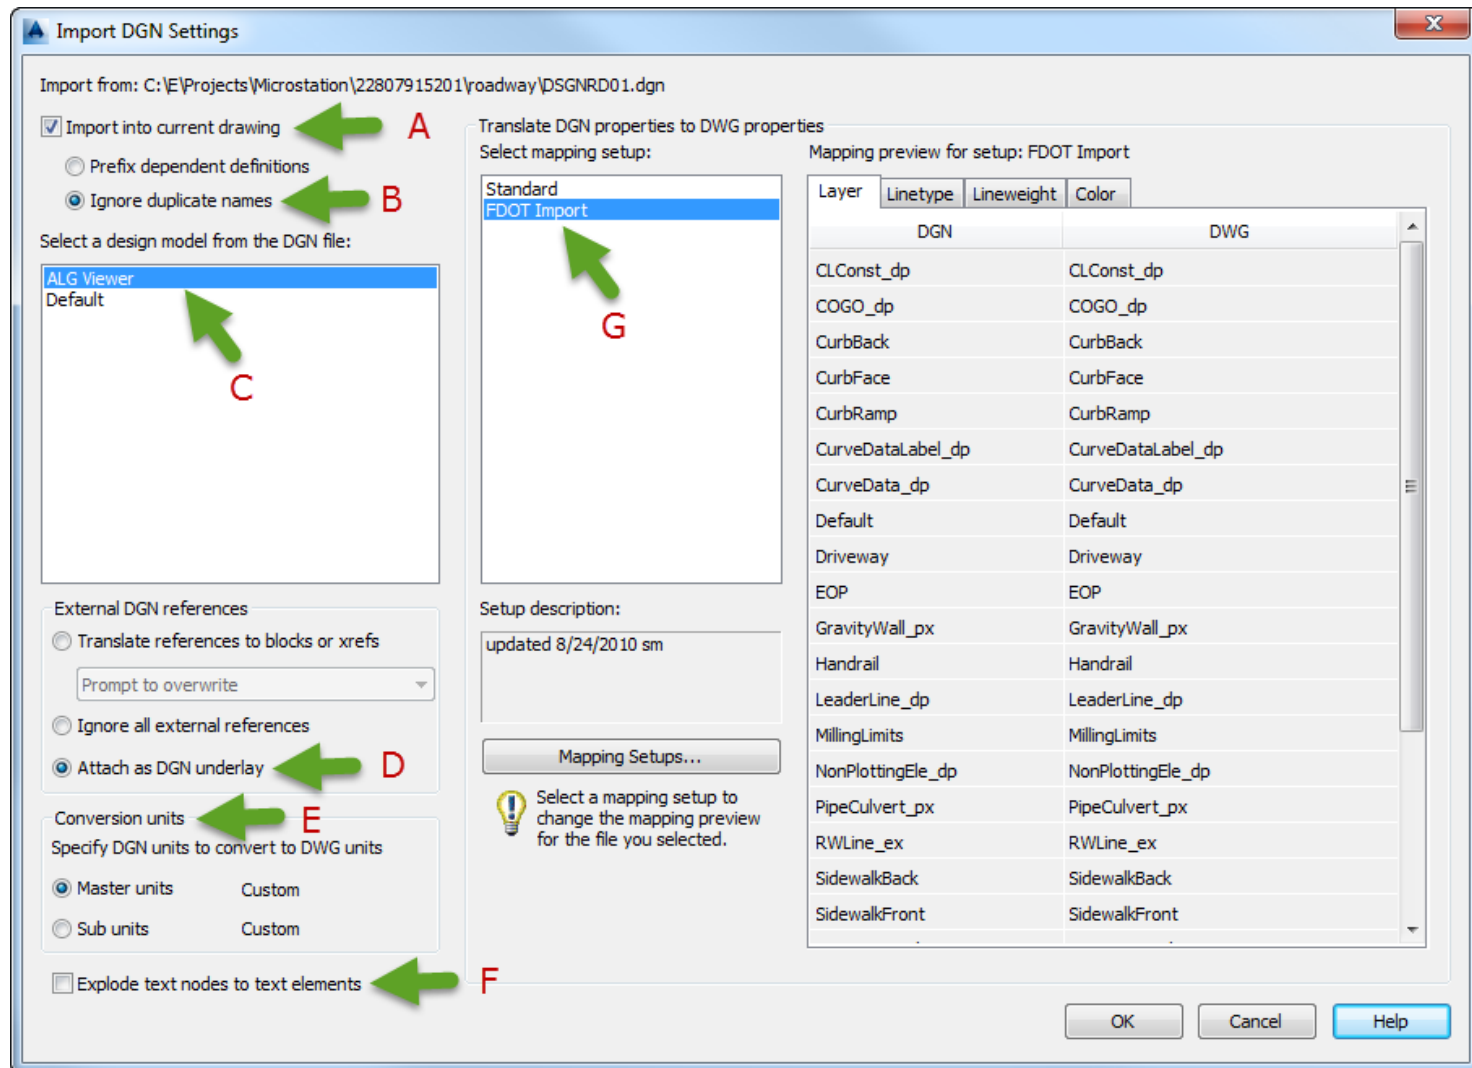 Import DGN Settings
Import from: C:\E\Projects\Microstation\22807915201\roadway\DSGNRD01.dgn
Import into current drawing
A
Prefix dependent definitions
Ignore duplicate names
B
Select a design model from the DGN file:
ALG Viewer
Default
C
External DGN references
Translate references to blocks or xrefs
Prompt to overwrite
Ignore all external references
Attach as DGN underlay
D
Conversion units
E
Specify DGN units to convert to DWG units
Master units Custom
Sub units Custom
Explode text nodes to text elements
F
Translate DGN properties to DWG properties
Select mapping setup:
Standard
FDOT Import
G
Setup description:
updated 8/24/2010 sm
Mapping Setups...
Select a mapping setup to
change the mapping preview
for the file you selected.
Mapping preview for setup: FDOT Import
Layer Linetype Lineweight Color
DGN DWG
CLConst_dp CLConst_dp
COGO_dp COGO_dp
CurbBack CurbBack
CurbFace CurbFace
CurbRamp CurbRamp
CurveDataLabel_dp CurveDataLabel_dp
CurveData_dp CurveData_dp
Default Default
Driveway Driveway
EOP EOP
GravityWall_px GravityWall_px
Handrail Handrail
LeaderLine_dp LeaderLine_dp
MillingLimits MillingLimits
NonPlottingEle_dp NonPlottingEle_dp
PipeCulvert_px PipeCulvert_px
RWLine_ex RWLine_ex
SidewalkBack SidewalkBack
SidewalkFront SidewalkFront
OK Cancel Help